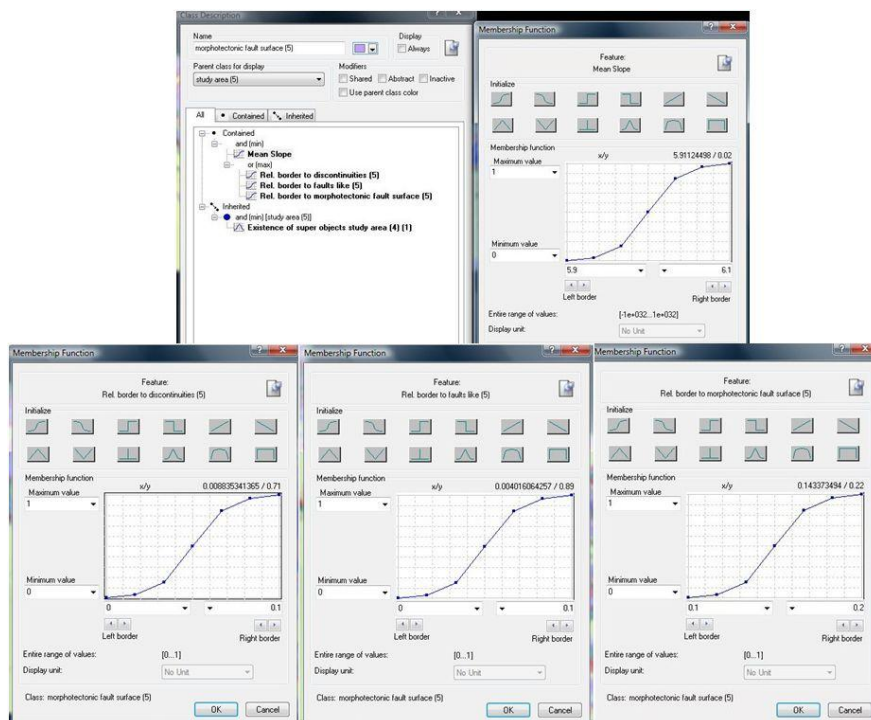 Class Description
Name
morphotectonic fault surface (5)
Display
Always
Parent class for display
study area (5)
Modifiers
Shared Abstract Inactive
Use parent class color
All Contained Inherited
Contained
and (min)
Mean Slope
or (max)
Rel. border to discontinuities (5)
Rel. border to faults like (5)
Rel. border to morphotectonic fault surface (5)
Inherited
and (min) [study area (5)]
Existence of super objects study area (4) (1)
Membership Function
Feature:
Mean Slope
Initialize
Membership function
Maximum value
1
x/y 5.91124498 / 0.02
Minimum value
0
5.9 6.1
Left border Right border
Entire range of values: [-1e+032...1e+032]
Display unit: No Unit
Membership Function
Feature:
Rel. border to discontinuities (5)
Initialize
Membership function
Maximum value
1
x/y 0.008835341365 / 0.71
Minimum value
0
0 0.1
Left border Right border
Entire range of values: [0...1]
Display unit: No Unit
Class: morphotectonic fault surface (5)
OK Cancel
Membership Function
Feature:
Rel. border to faults like (5)
Initialize
Membership function
Maximum value
1
x/y 0.004016064257 / 0.89
Minimum value
0
0 0.1
Left border Right border
Entire range of values: [0...1]
Display unit: No Unit
Class: morphotectonic fault surface (5)
OK Cancel
Membership Function
Feature:
Rel. border to morphotectonic fault surface (5)
Initialize
Membership function
Maximum value
1
x/y 0.143373494 / 0.22
Minimum value
0
0.1 0.2
Left border Right border
Entire range of values: [0...1]
Display unit: No Unit
Class: morphotectonic fault surface (5)
OK Cancel